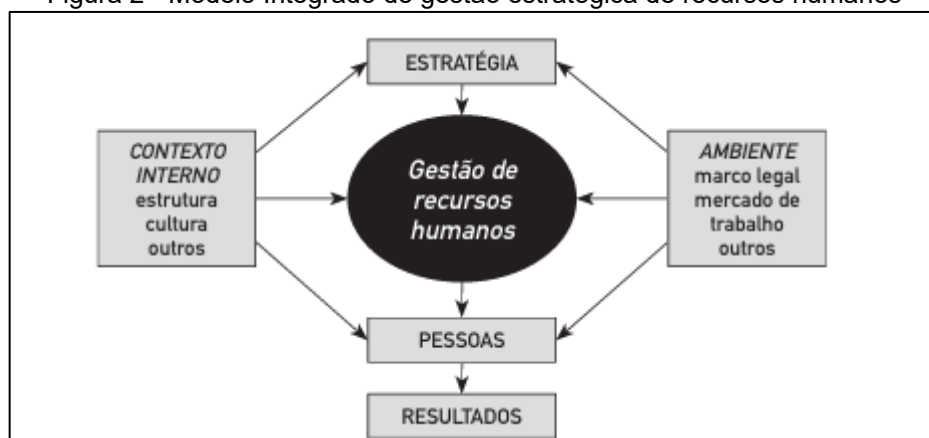 Figura 2 - Modelo integrado de gestão estratégica de recursos humanos
ESTRATÉGIA
CONTEXTO
INTERNO
estrutura
cultura
outros
Gestão de
recursos
humanos
AMBIENTE
marco legal
mercado de
trabalho
outros
PESSOAS
RESULTADOS